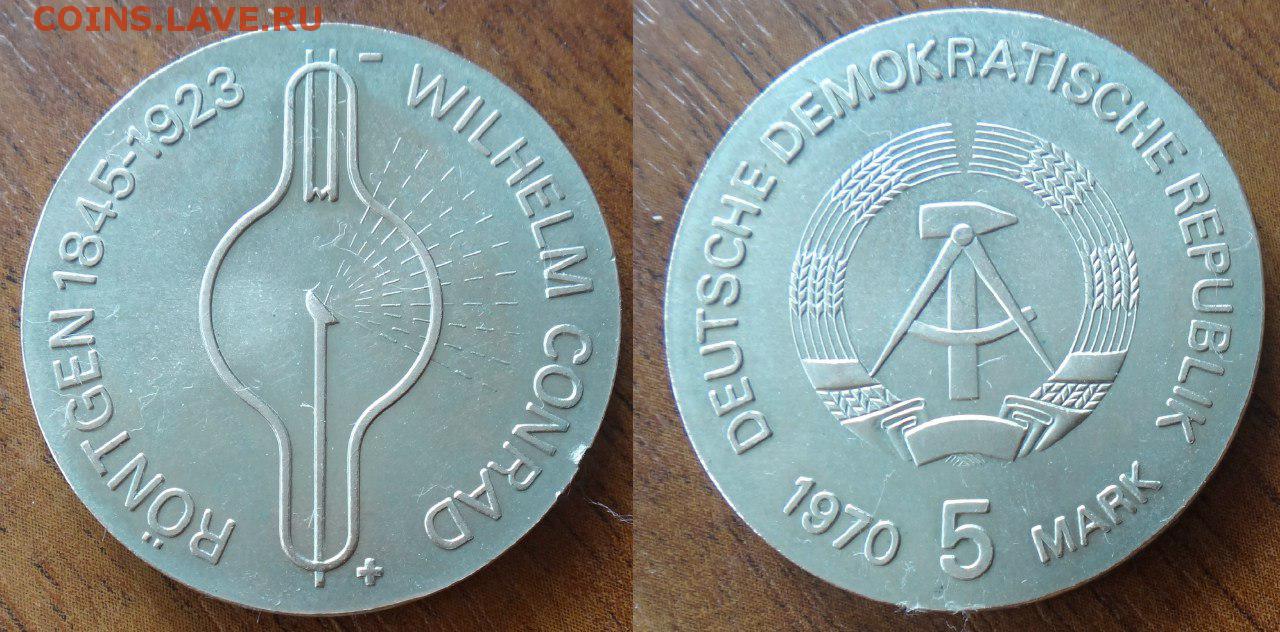 COINS.LAVE.RU
WILHELM CONRAD
RÖNTGEN 1845-1923
- +
DEUTSCHE DEMOKRATISCHE REPUBLIK
1970 5 MARK